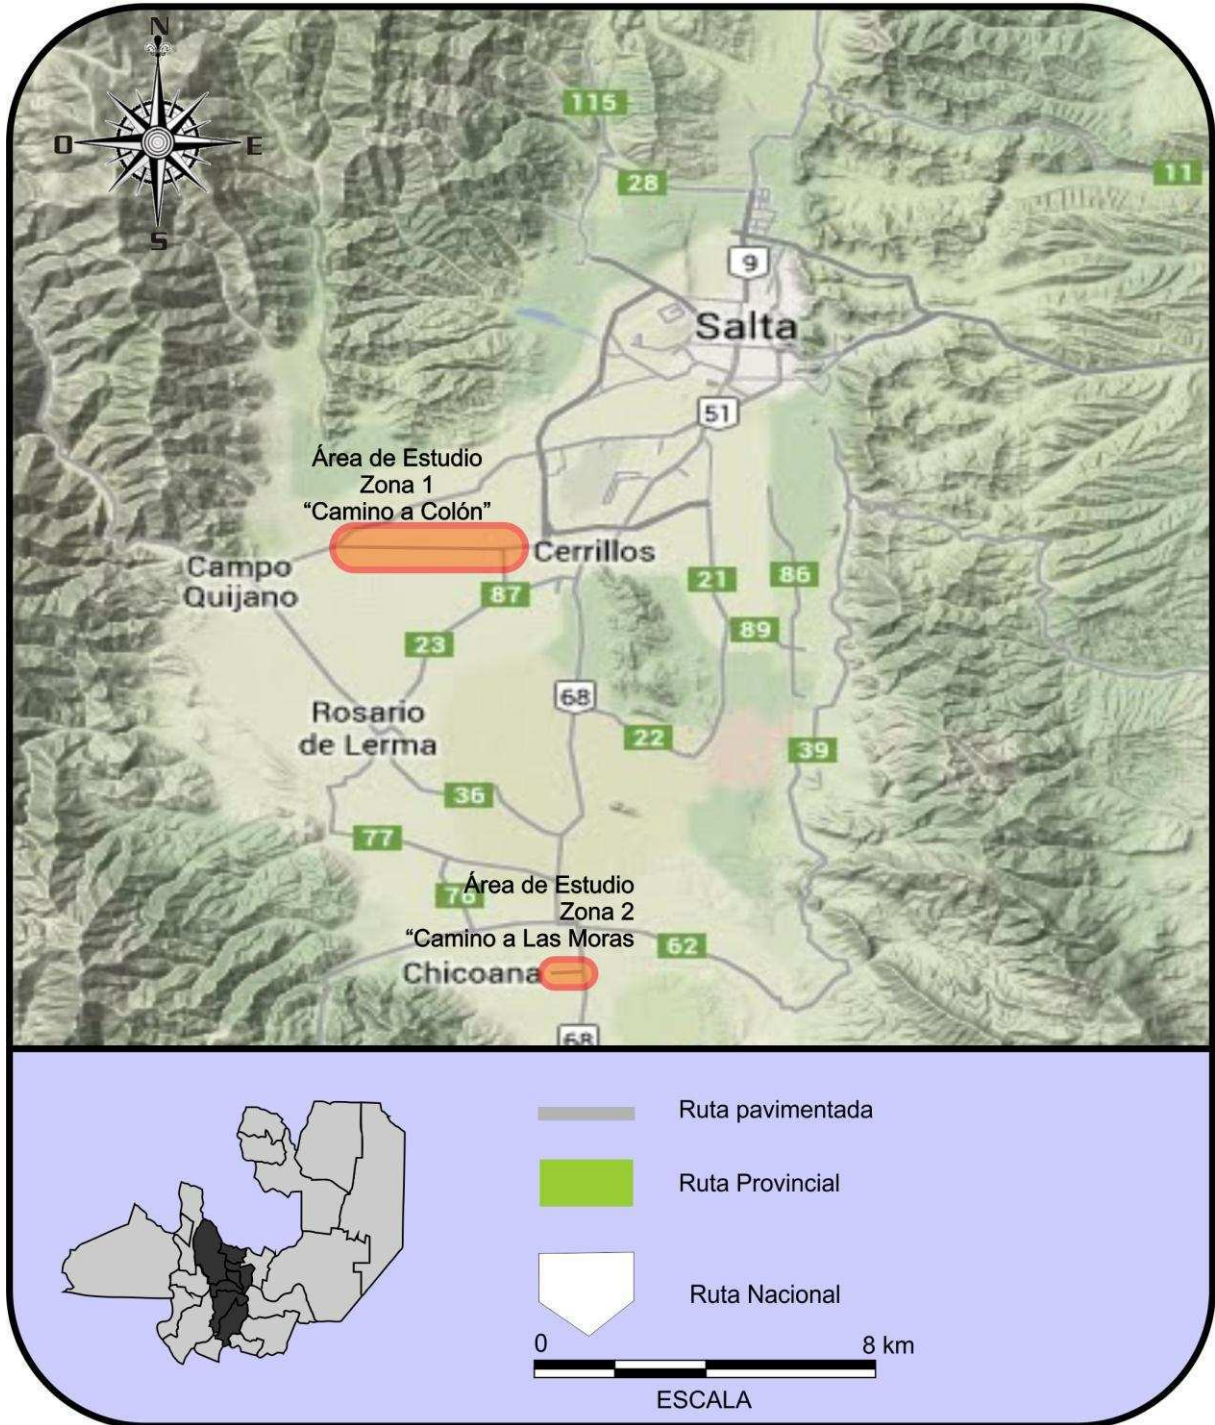 N
O
E
S
115
28
11
9
Salta
51
Área de Estudio
Zona 1
“Camino a Colón”
Cerrillos
Campo
Quijano
87
21
86
23
89
68
Rosario
de Lerma
22
39
36
77
76
Área de Estudio
Zona 2
“Camino a Las Moras
62
Chicoana
68
Ruta pavimentada
Ruta Provincial
Ruta Nacional
0
8 km
ESCALA